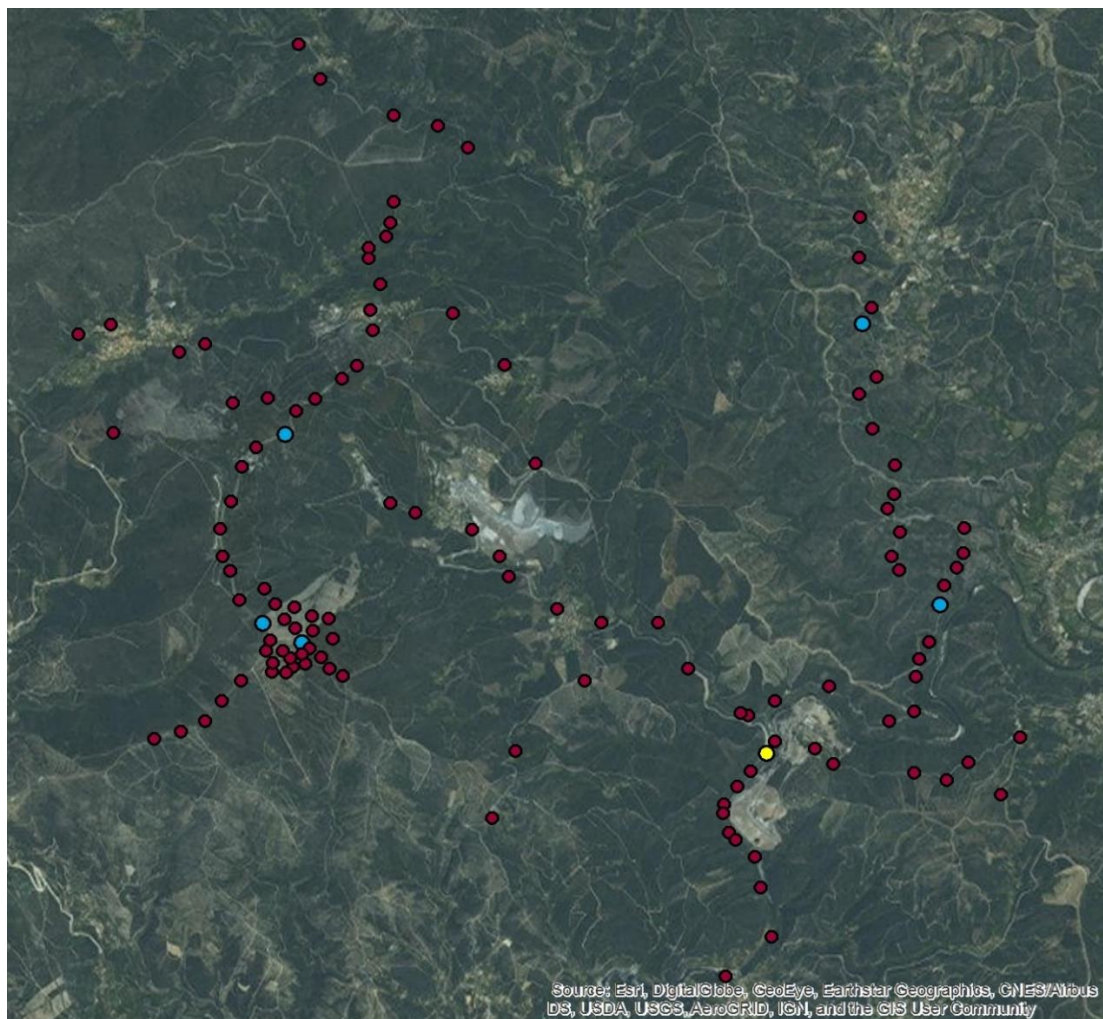 Source: Esri, DigitalGlobe, GeoEye, Earthstar Geographics, CNES/Airbus
DS, USDA, USGS, AeroGRID, IGN, and the GIS User Community